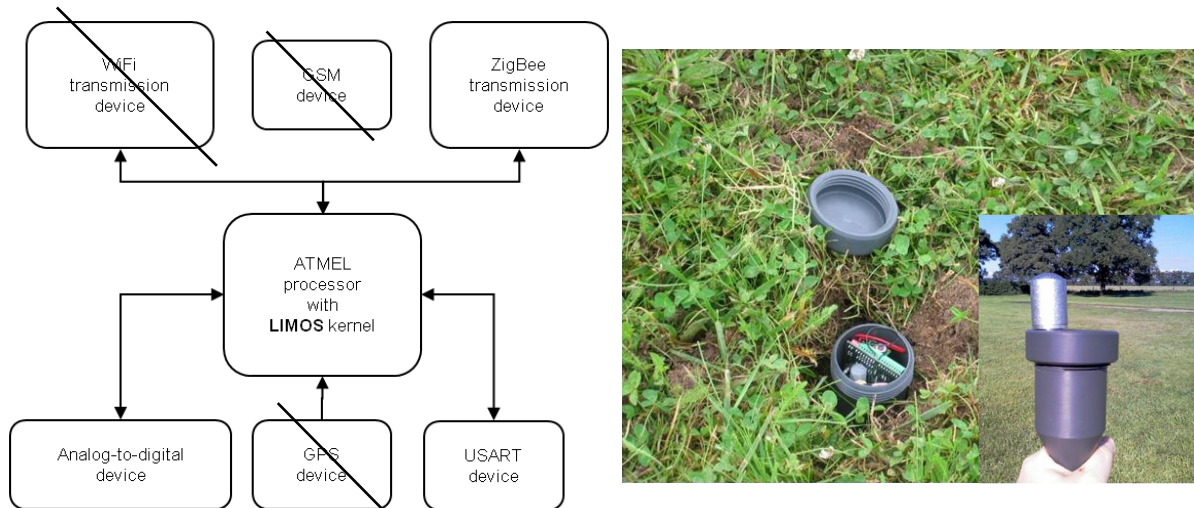 WiFi
transmission
device
GSM
device
ZigBee
transmission
device
ATMEL
processor
with
LIMOS kernel
Analog-to-digital
device
GPS
device
USART
device